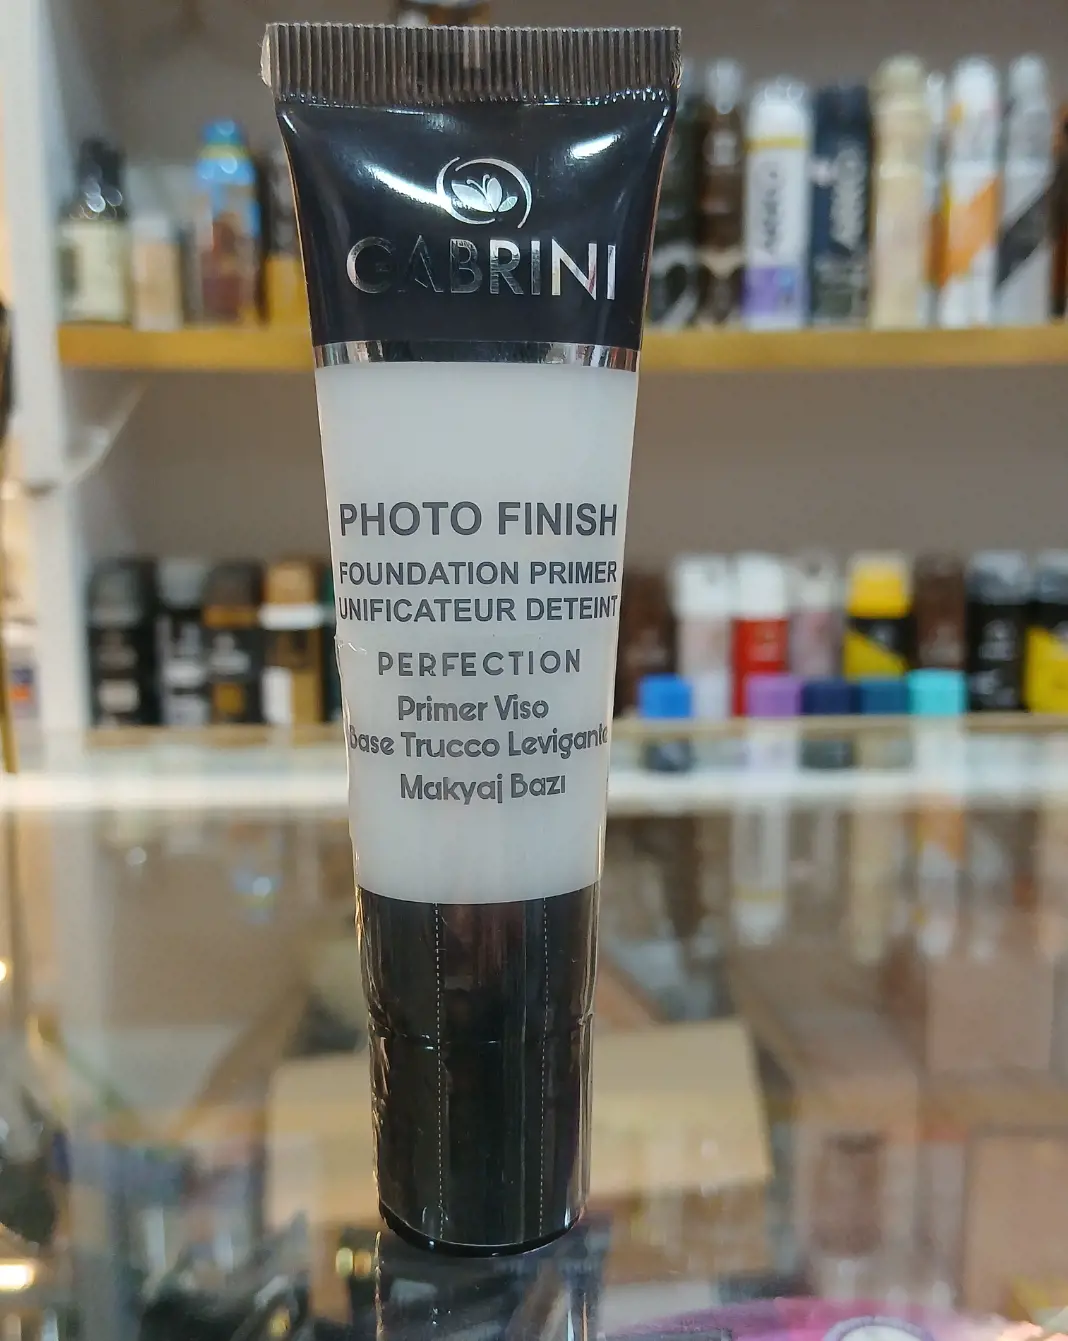 GABRINI
PHOTO FINISH
FOUNDATION PRIMER
UNIFICATEUR DETEINT
PERFECTION
Primer Viso
Base Trucco Levigante
Makyaj Bazı